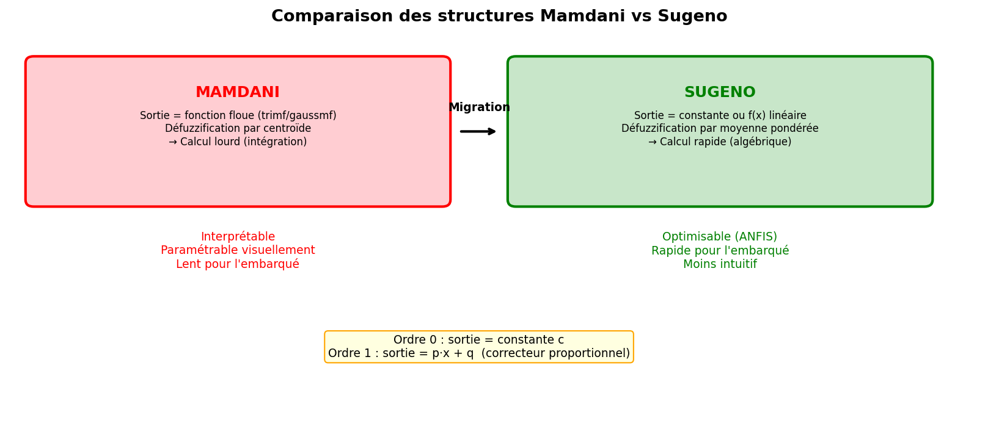 Comparaison des structures Mamdani vs Sugeno
MAMDANI
Sortie = fonction floue (trimf/gaussmf)
Défuzzification par centroïde
→ Calcul lourd (intégration)
Migration
SUGENO
Sortie = constante ou f(x) linéaire
Défuzzification par moyenne pondérée
→ Calcul rapide (algébrique)
Interprétable
Paramétrable visuellement
Lent pour l'embarqué
Optimisable (ANFIS)
Rapide pour l'embarqué
Moins intuitif
Ordre 0 : sortie = constante c
Ordre 1 : sortie = p·x + q  (correcteur proportionnel)